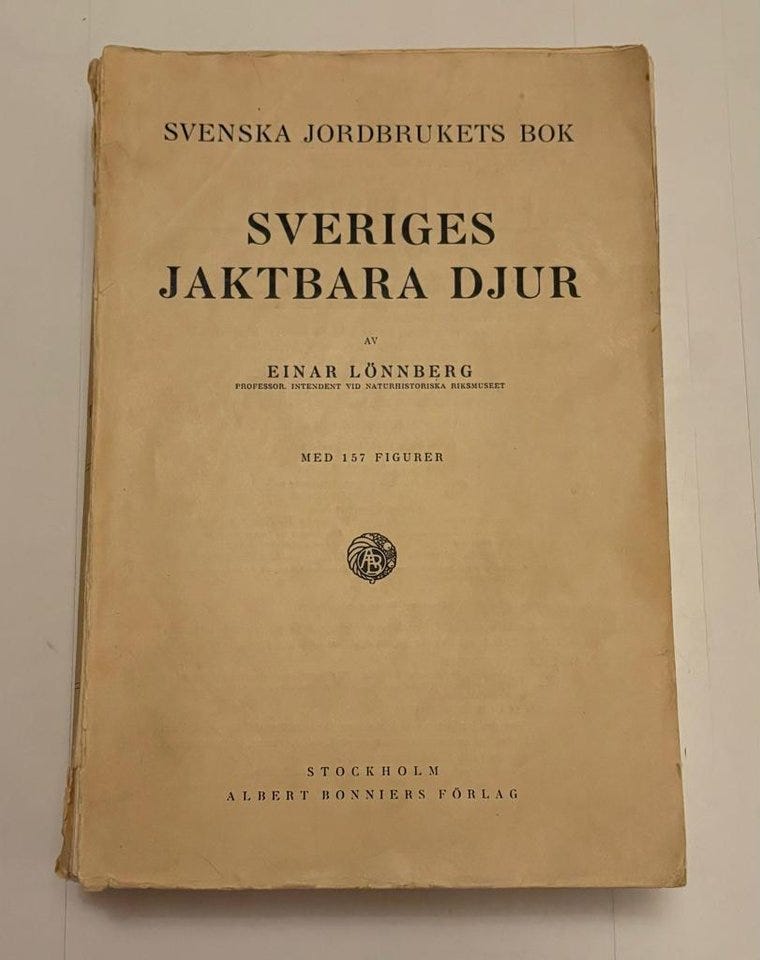 SVENSKA JORDBRUKETS BOK
SVERIGES
JAKTBARA DJUR
AV
EINAR LÖNNBERG
PROFESSOR. INTENDENT VID NATURHISTORISKA RIKSMUSEET
MED 157 FIGURER
AB
STOCKHOLM
ALBERT BONNIERS FÖRLAG